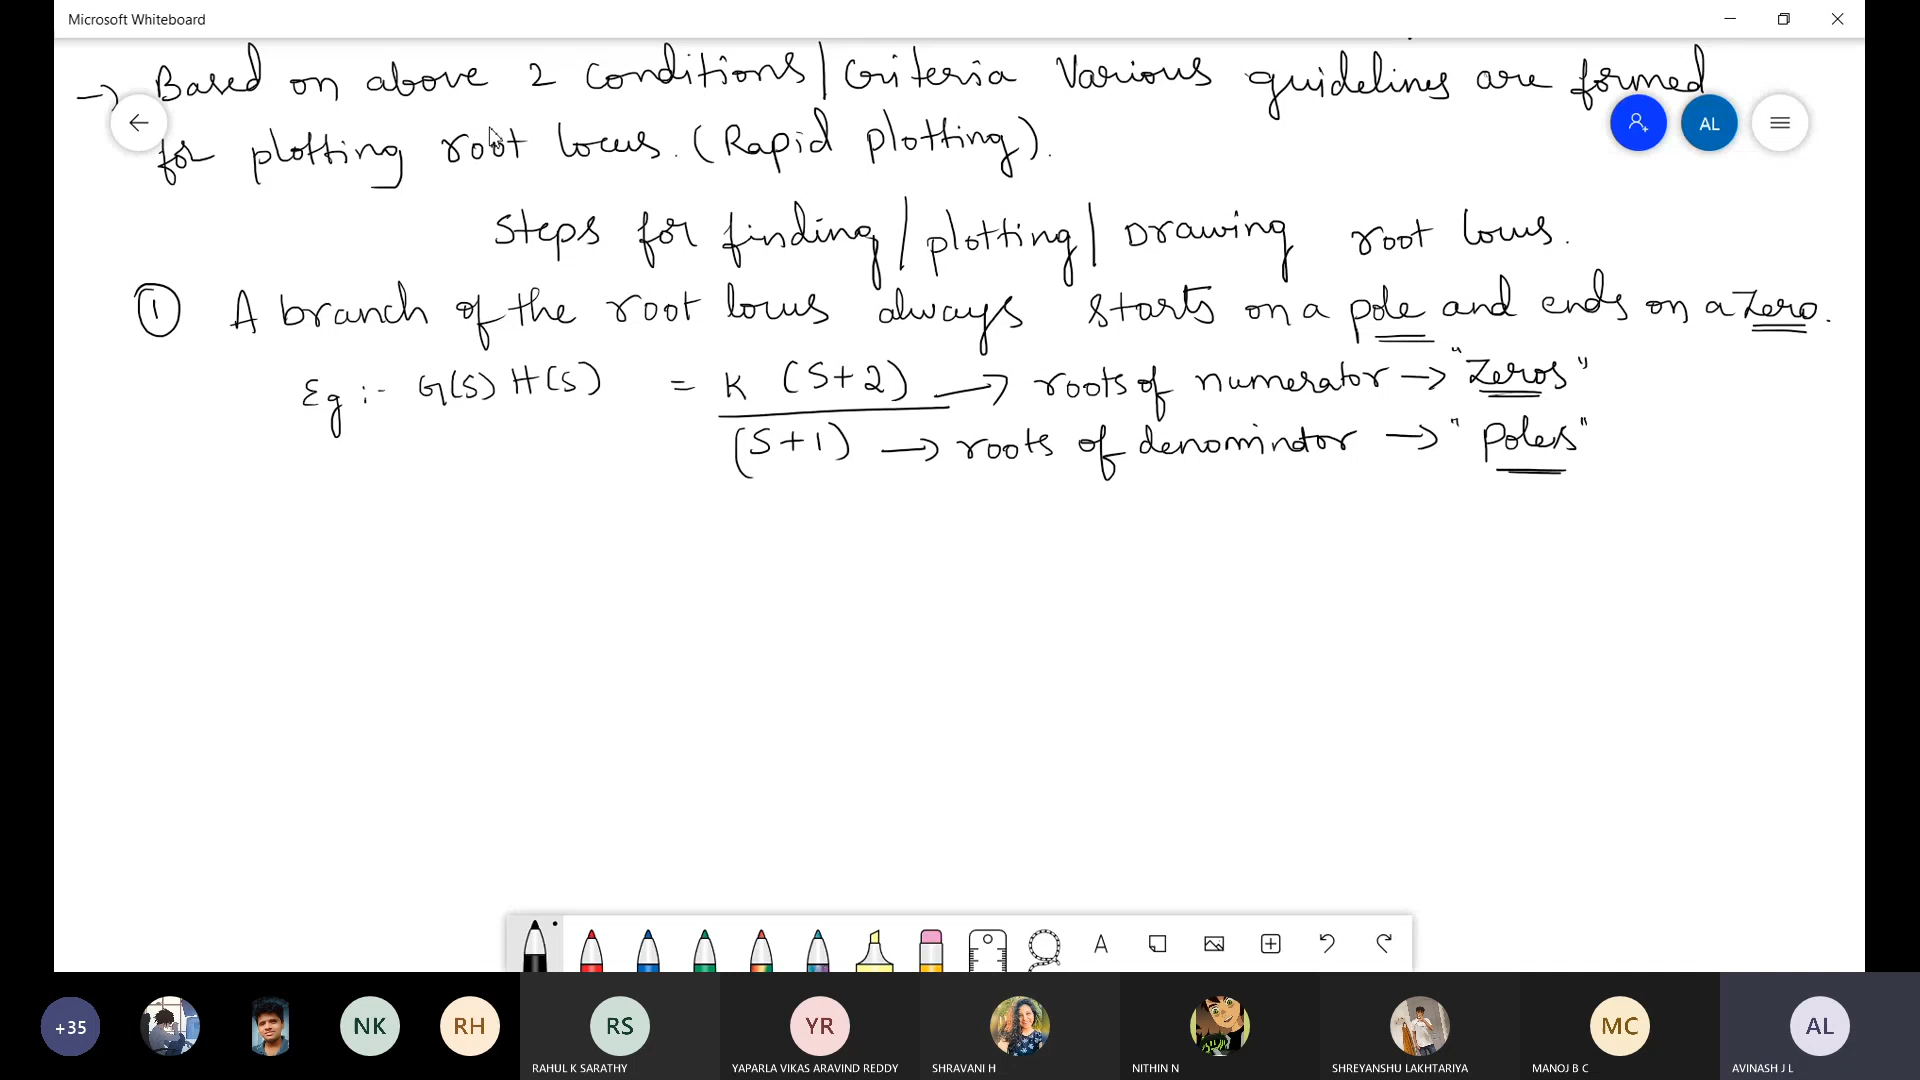 Microsoft Whiteboard
→ Based on above 2 conditions/Criteria Various guidelines are formed
for plotting root locus. (Rapid plotting).
Steps for finding/plotting/Drawing root locus.
① A branch of the root locus always starts on a pole and ends on a Zero.
Eg :- G(S) H(S) = K (S+2) → roots of numerator → "Zeros"
(S+1) → roots of denomintor → "Poles"
AL
A
+35
NK
RH
RS
YR
MC
AL
RAHUL K SARATHY
YAPARLA VIKAS ARAVIND REDDY
SHRAVANI H
NITHIN N
SHREYANSHU LAKHTARIYA
MANOJ B C
AVINASH J L